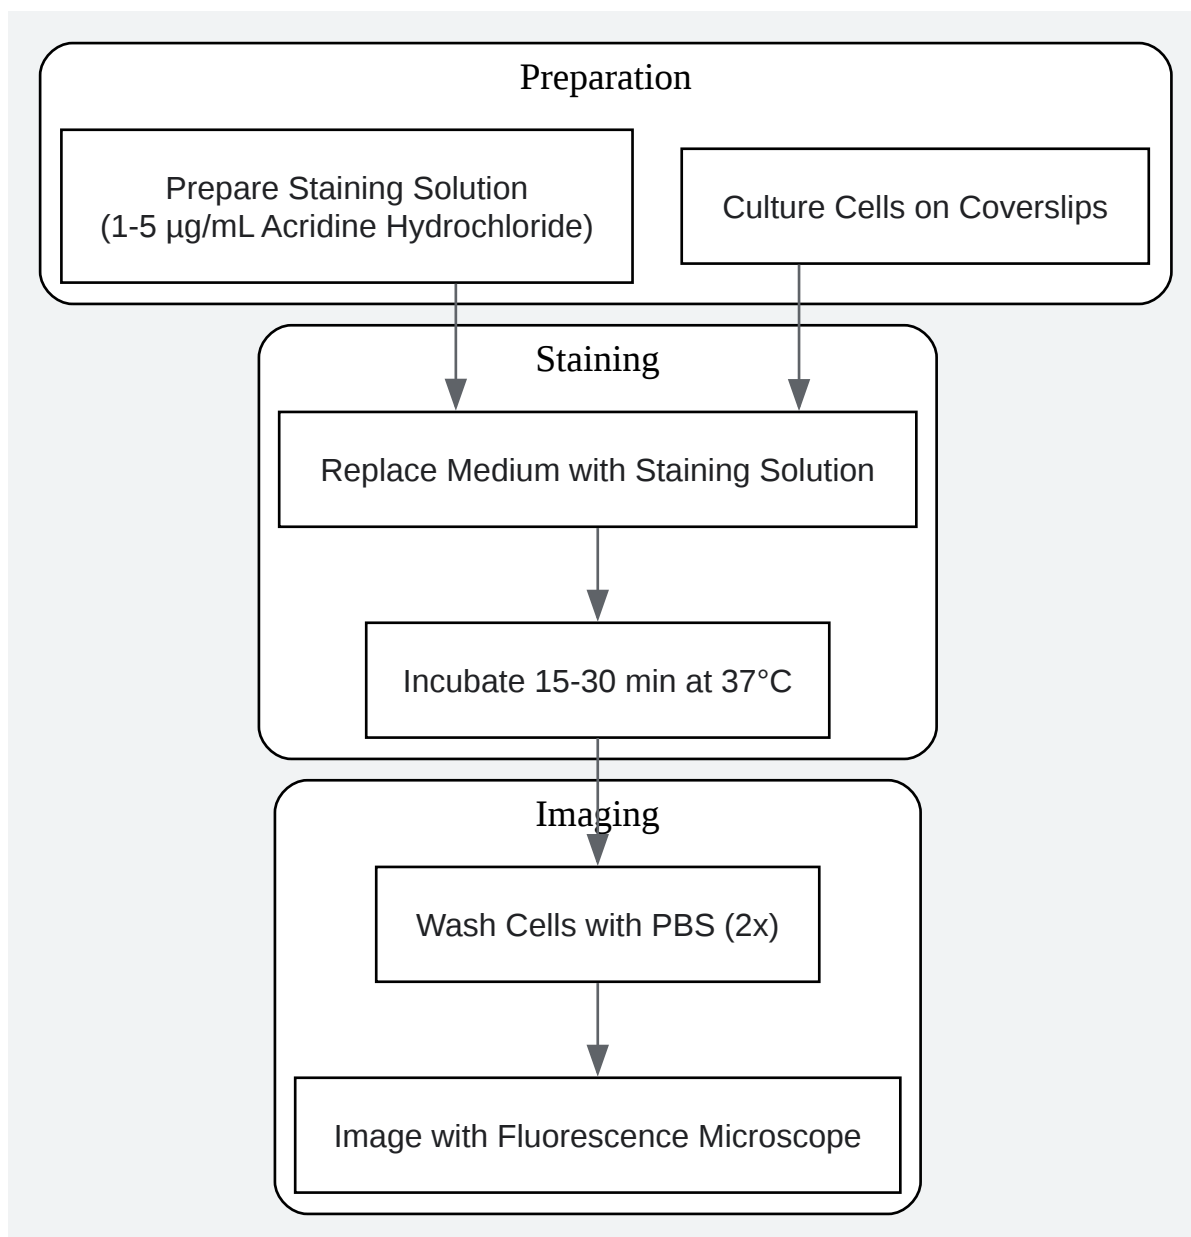 Preparation
Prepare Staining Solution
(1-5 µg/mL Acridine Hydrochloride)
Culture Cells on Coverslips
Staining
Replace Medium with Staining Solution
Incubate 15-30 min at 37°C
Imaging
Wash Cells with PBS (2x)
Image with Fluorescence Microscope